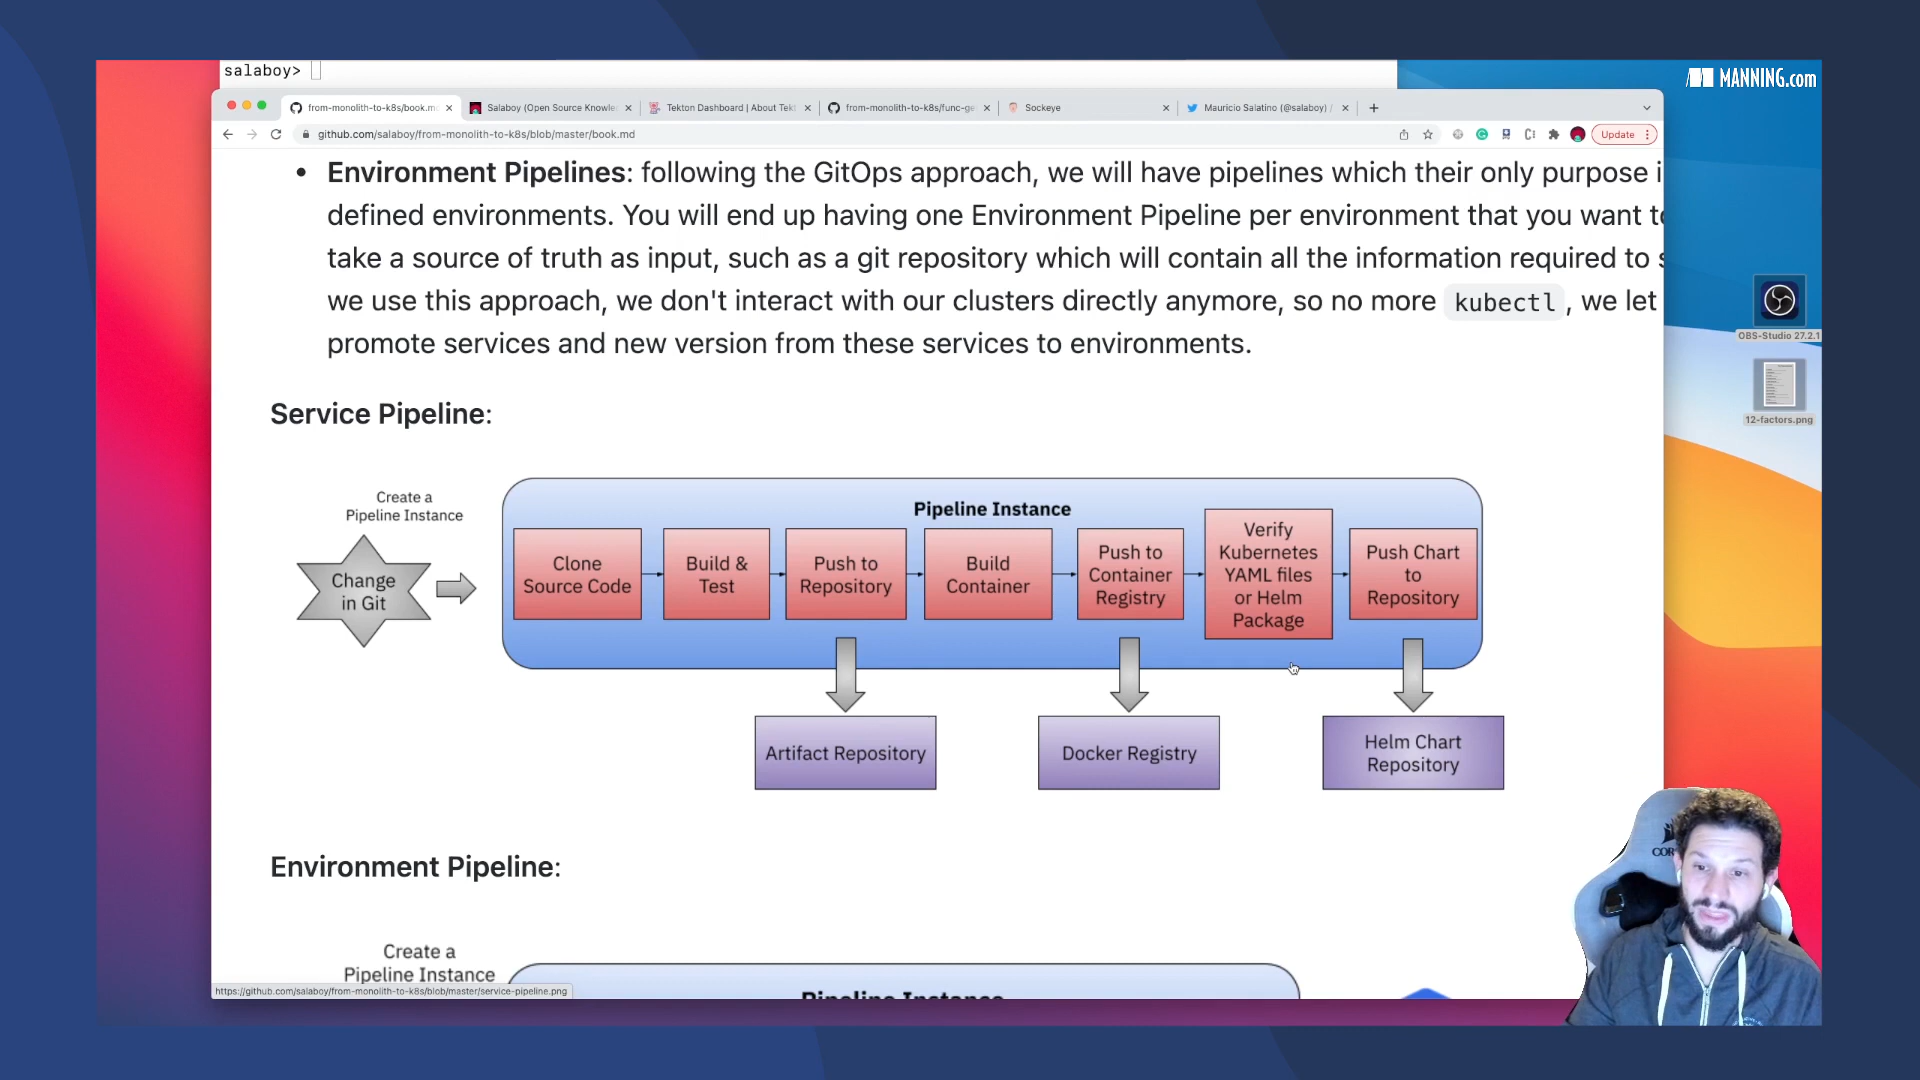 salaboy>
MANNING.com
from-monolith-to-k8s/book.m
Salaboy (Open Source Knowle
Tekton Dashboard | About Tekt
from-monolith-to-k8s/func-ge
Sockeye
Mauricio Salatino (@salaboy) /
github.com/salaboy/from-monolith-to-k8s/blob/master/book.md
Update
• Environment Pipelines: following the GitOps approach, we will have pipelines which their only purpose i
defined environments. You will end up having one Environment Pipeline per environment that you want to
take a source of truth as input, such as a git repository which will contain all the information required to s
we use this approach, we don't interact with our clusters directly anymore, so no more kubectl, we let
promote services and new version from these services to environments.
OBS-Studio 27.2.1
12-factors.png
Service Pipeline:
Create a
Pipeline Instance
Change
in Git
Pipeline Instance
Clone
Source Code
Build &
Test
Push to
Repository
Build
Container
Push to
Container
Registry
Verify
Kubernetes
YAML files
or Helm
Package
Push Chart
to
Repository
Artifact Repository
Docker Registry
Helm Chart
Repository
Environment Pipeline:
Create a
Pipeline Instance
Pipeline Instance
https://github.com/salaboy/from-monolith-to-k8s/blob/master/service-pipeline.png
COR